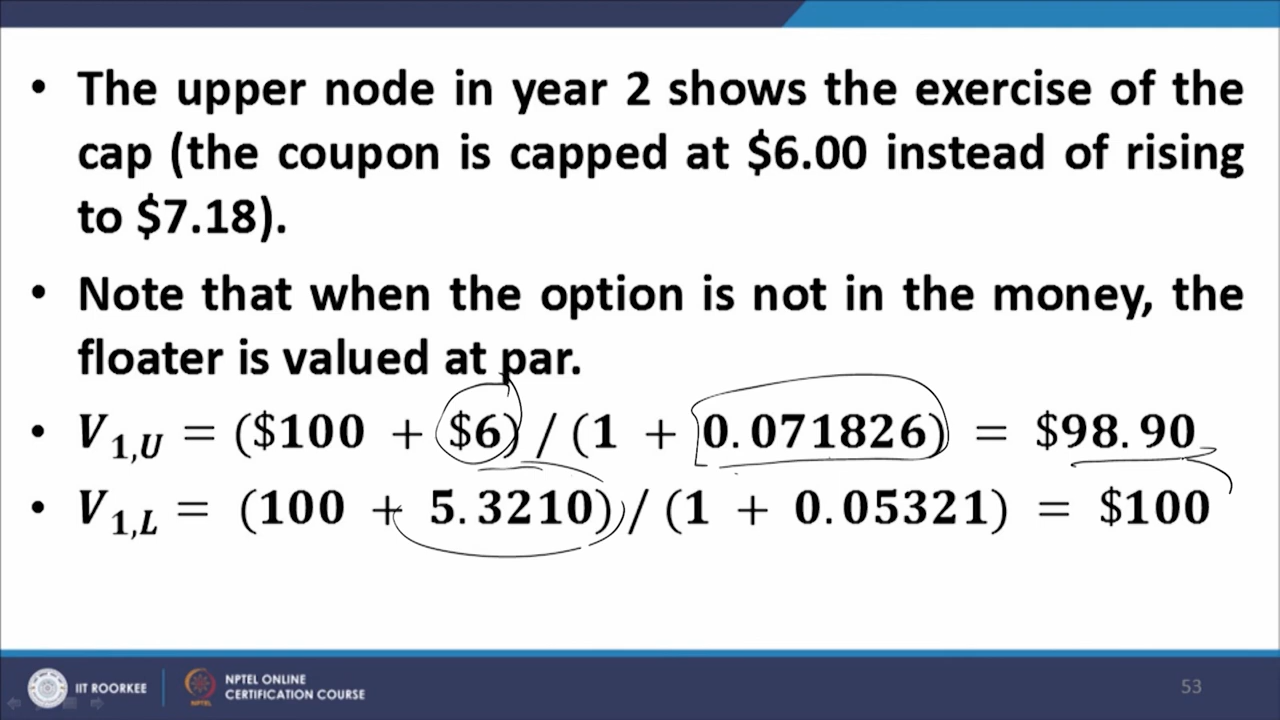 • The upper node in year 2 shows the exercise of the
cap (the coupon is capped at $6.00 instead of rising
to $7.18).
• Note that when the option is not in the money, the
floater is valued at par.
• V₁,U = ($100 + $6) / (1 + 0.071826) = $98.90
• V₁,L = (100 + 5.3210) / (1 + 0.05321) = $100
IIT ROORKEE
NPTEL ONLINE
CERTIFICATION COURSE
NPTEL
53